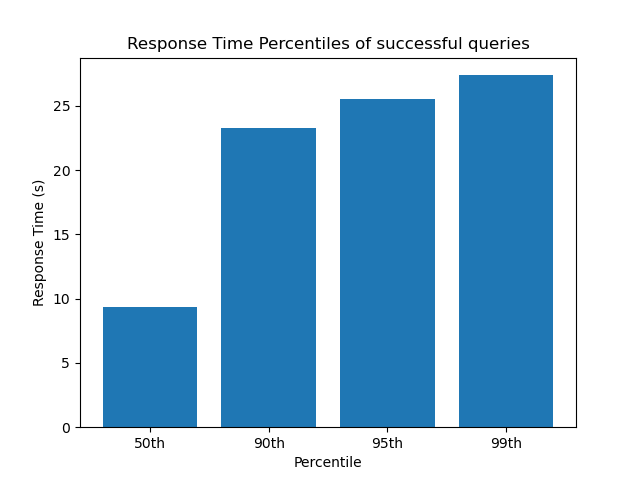 Response Time Percentiles of successful queries
25
20
15
10
5
0
Response Time (s)
50th 90th 95th 99th
Percentile